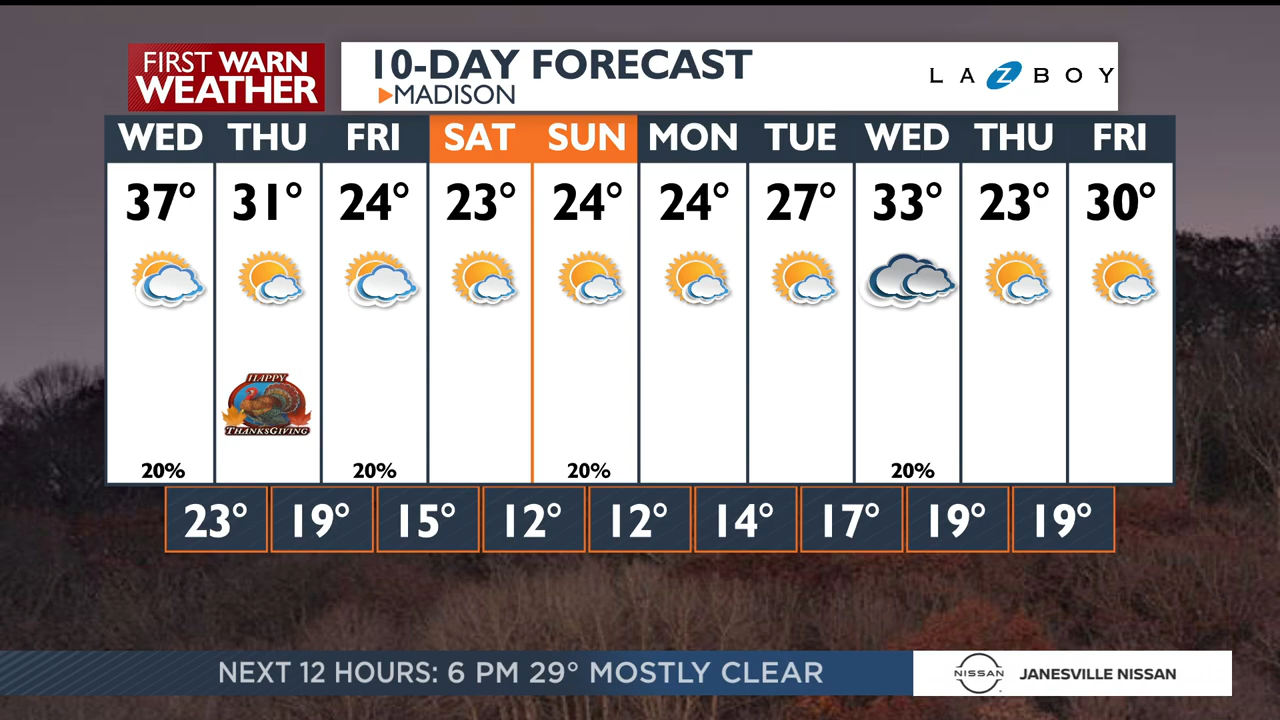 FIRST WARN
WEATHER
10-DAY FORECAST
MADISON
LA Z BOY
WED THU FRI SAT SUN MON TUE WED THU FRI
37° 31° 24° 23° 24° 24° 27° 33° 23° 30°
HAPPY
THANKSGIVING
20% 20% 20% 20%
23° 19° 15° 12° 12° 14° 17° 19° 19°
NEXT 12 HOURS: 6 PM 29° MOSTLY CLEAR
NISSAN
JANESVILLE NISSAN